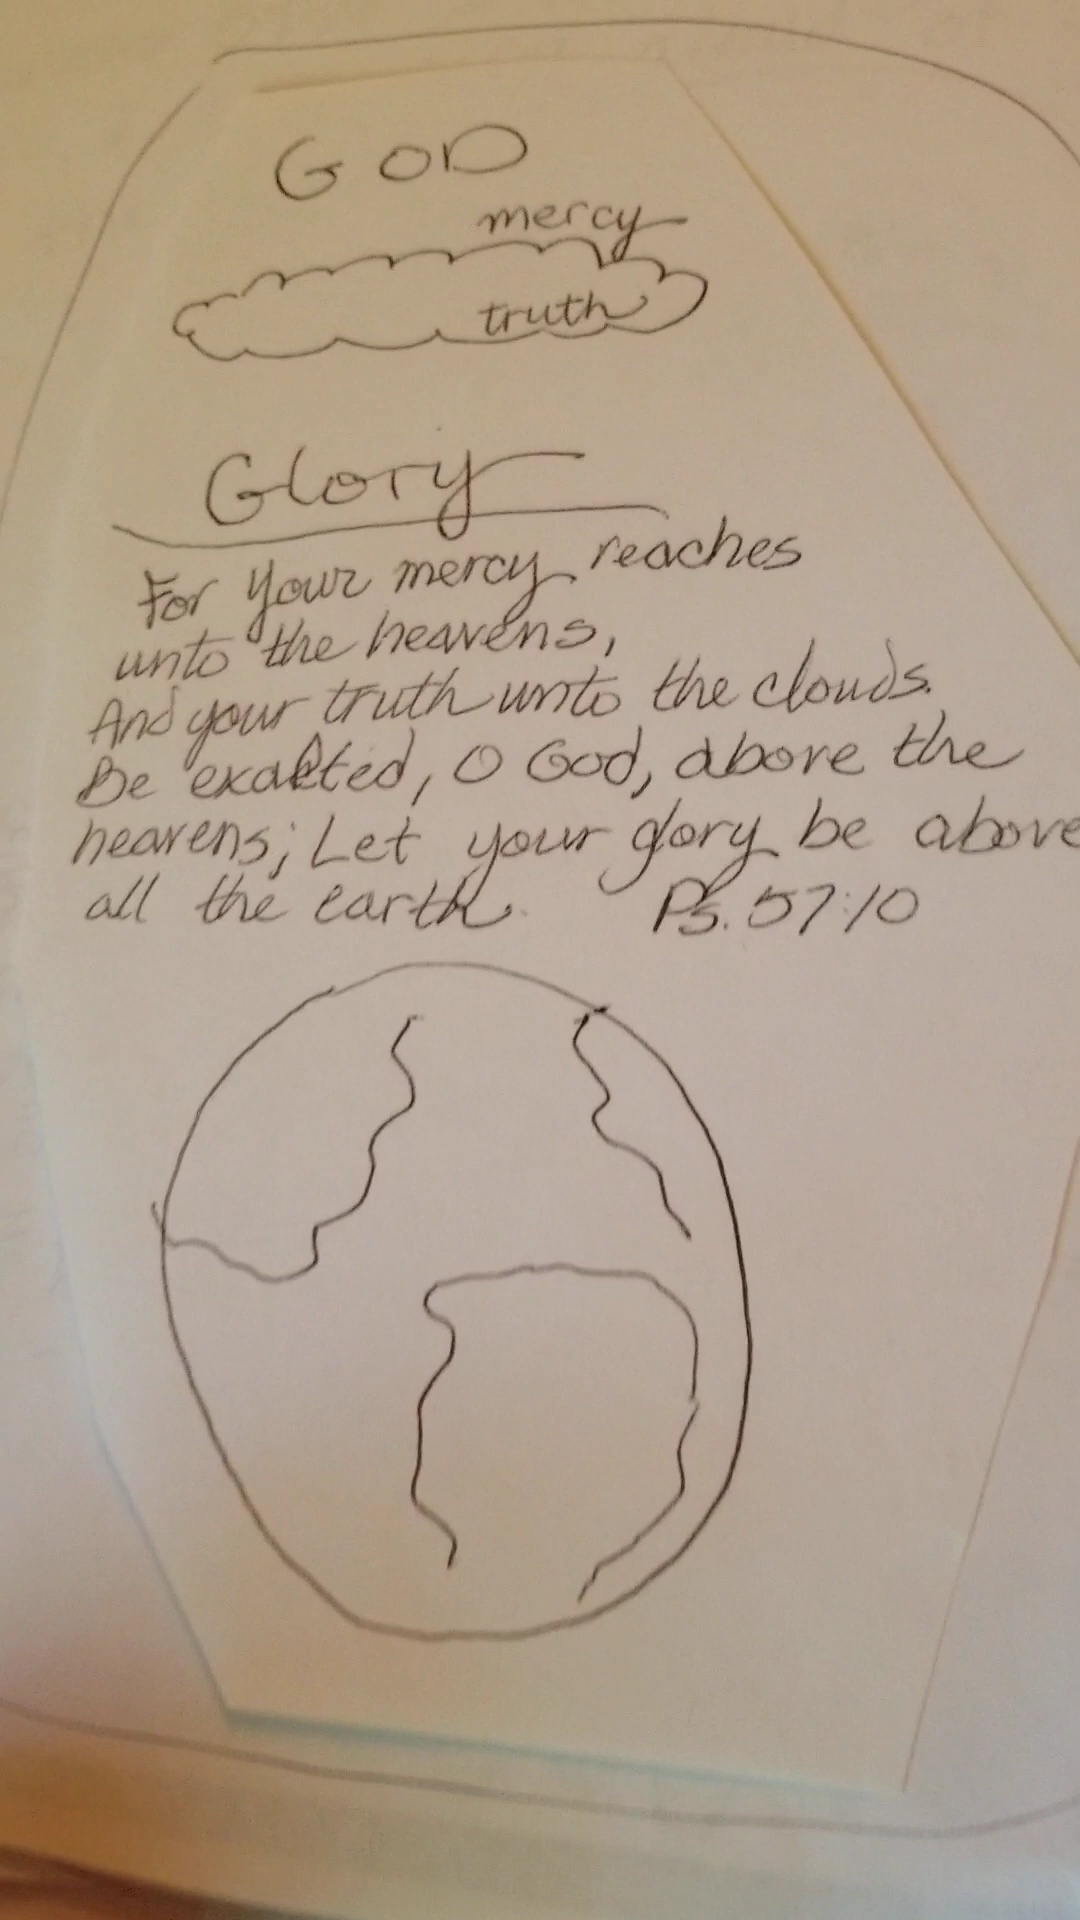 GOD
mercy
truth
Glory
For your mercy reaches
unto the heavens,
And your truth unto the clouds.
Be exalted, O God, above the
heavens; Let your glory be above
all the earth. Ps. 57:10